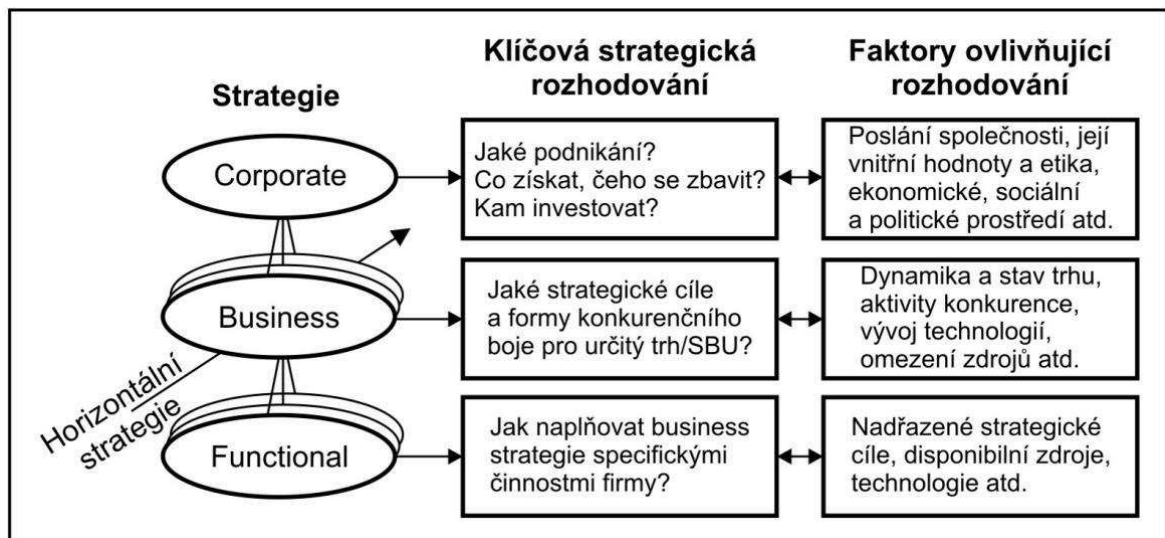 Strategie
Klíčová strategická
rozhodování
Faktory ovlivňující
rozhodování
Corporate
Jaké podnikání?
Co získat, čeho se zbavit?
Kam investovat?
Poslání společnosti, její
vnitřní hodnoty a etika,
ekonomické, sociální
a politické prostředí atd.
Business
Jaké strategické cíle
a formy konkurenčního
boje pro určitý trh/SBU?
Dynamika a stav trhu,
aktivity konkurence,
vývoj technologií,
omezení zdrojů atd.
Horizontální
strategie
Functional
Jak naplňovat business
strategie specifickými
činnostmi firmy?
Nadřazené strategické
cíle, disponibilní zdroje,
technologie atd.